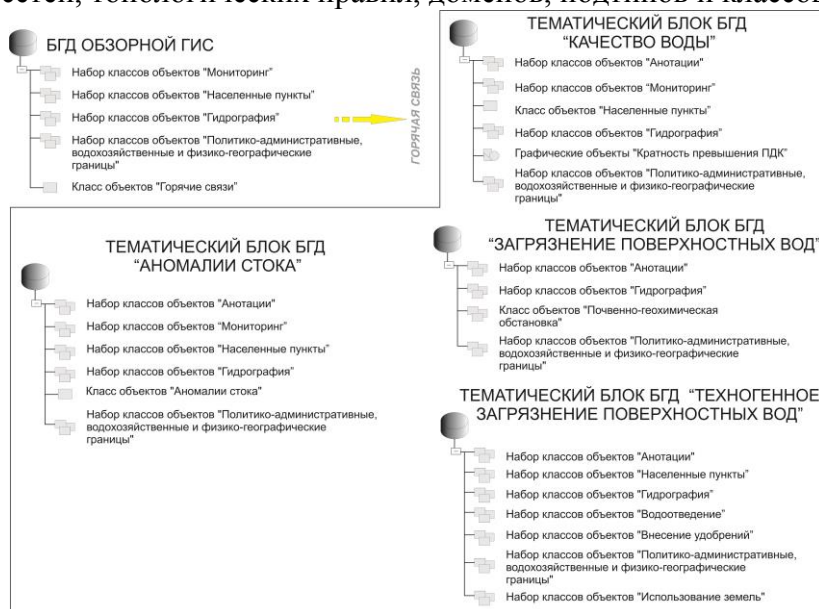 сетей, топологических правил, доменов, подтипов и классов
БГД ОБЗОРНОЙ ГИС
Набор классов объектов "Мониторинг"
Набор классов объектов "Населенные пункты"
Набор классов объектов "Гидрография"
Набор классов объектов "Политико-административные,
водохозяйственные и физико-географические
границы"
Класс объектов "Горячие связи"
ГОРЯЧАЯ СВЯЗЬ
ТЕМАТИЧЕСКИЙ БЛОК БГД
"КАЧЕСТВО ВОДЫ"
Набор классов объектов "Анотации"
Набор классов объектов "Мониторинг"
Класс объектов "Населенные пункты"
Набор классов объектов "Гидрография"
Графические объекты "Кратность превышения ПДК"
Набор классов объектов "Политико-административные,
водохозяйственные и физико-географические
границы"
ТЕМАТИЧЕСКИЙ БЛОК БГД
"АНОМАЛИИ СТОКА"
Набор классов объектов "Анотации"
Набор классов объектов "Мониторинг"
Набор классов объектов "Населенные пункты"
Набор классов объектов "Гидрография"
Класс объектов "Аномалии стока"
Набор классов объектов "Политико-административные,
водохозяйственные и физико-географические
границы"
ТЕМАТИЧЕСКИЙ БЛОК БГД
"ЗАГРЯЗНЕНИЕ ПОВЕРХНОСТНЫХ ВОД"
Набор классов объектов "Анотации"
Набор классов объектов "Гидрография"
Класс объектов "Почвенно-геохимическая
обстановка"
Набор классов объектов "Политико-административные,
водохозяйственные и физико-географические
границы"
ТЕМАТИЧЕСКИЙ БЛОК БГД "ТЕХНОГЕННОЕ
ЗАГРЯЗНЕНИЕ ПОВЕРХНОСТНЫХ ВОД"
Набор классов объектов "Анотации"
Набор классов объектов "Населенные пункты"
Набор классов объектов "Гидрография"
Набор классов объектов "Водоотведение"
Набор классов объектов "Внесение удобрений"
Набор классов объектов "Политико-административные,
водохозяйственные и физико-географические
границы"
Набор классов объектов "Использование земель"